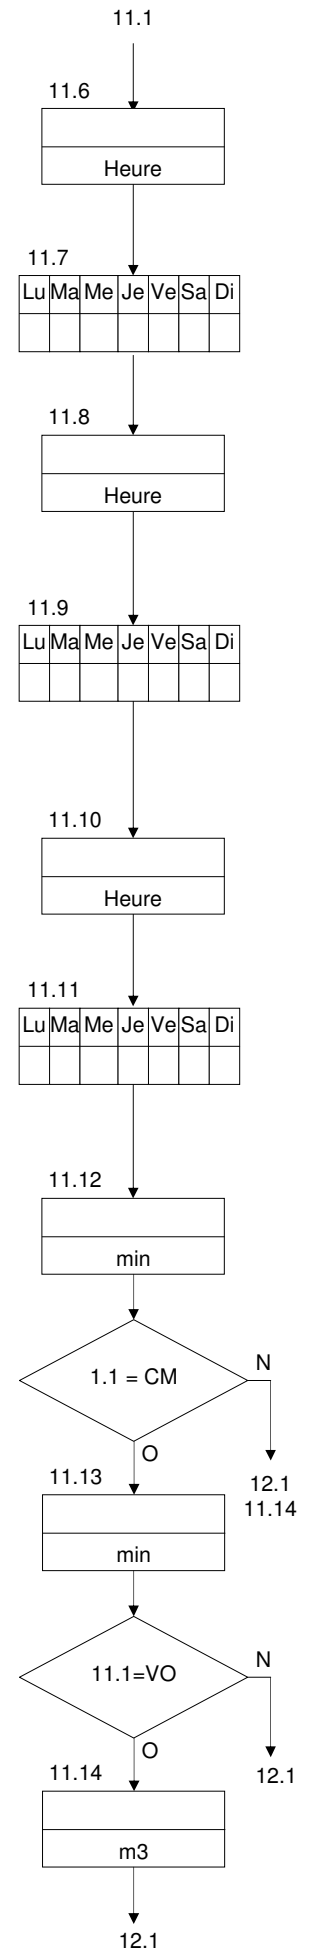 11.1
11.6
Heure
11.7
Lu Ma Me Je Ve Sa Di
11.8
Heure
11.9
Lu Ma Me Je Ve Sa Di
11.10
Heure
11.11
Lu Ma Me Je Ve Sa Di
11.12
min
1.1 = CM
N
O
12.1
11.14
11.13
min
11.1=VO
N
O
12.1
11.14
m3
12.1